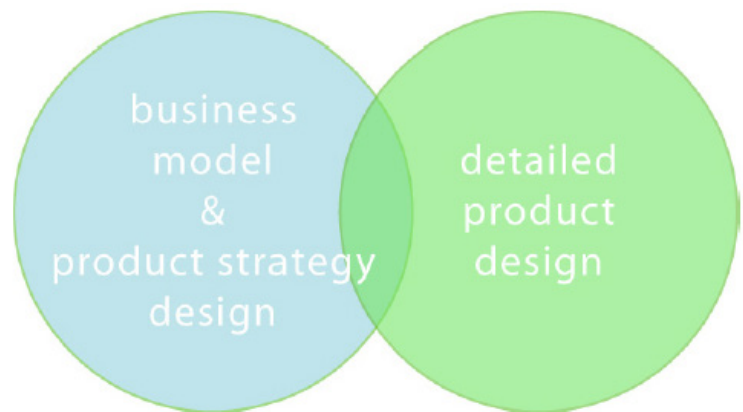 business
model
&
product strategy
design
detailed
product
design